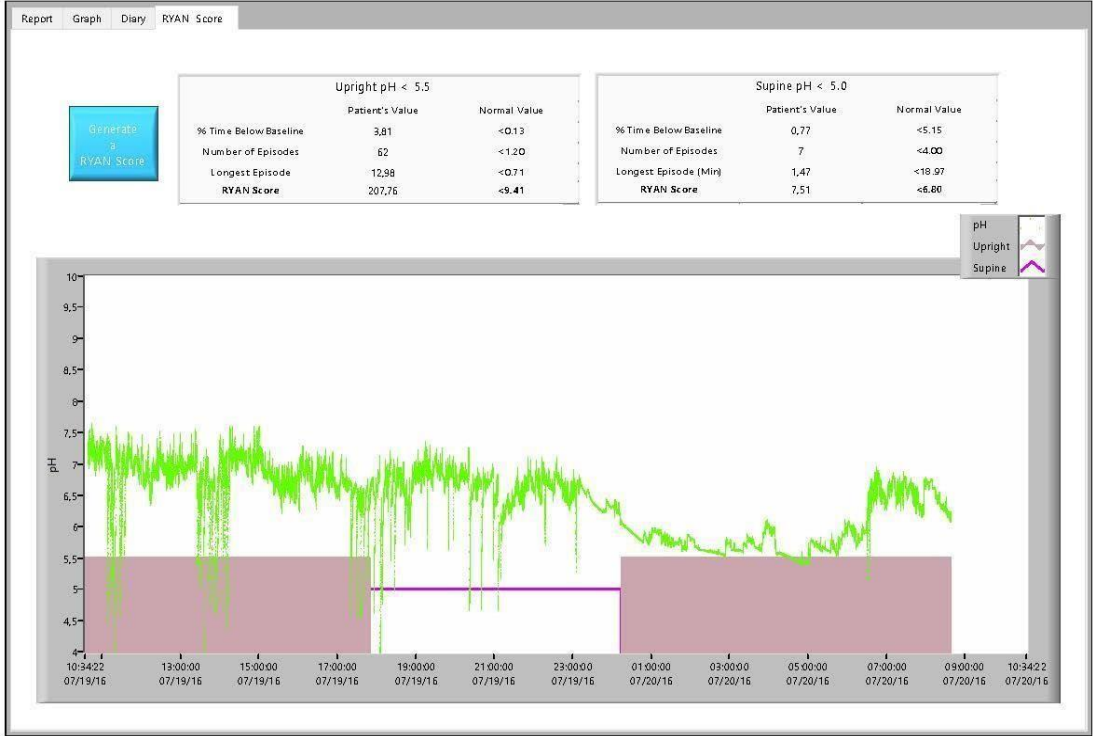 Report Graph Diary RYAN Score
Generate
a
RYAN Score
Upright pH < 5.5
Patient's Value Normal Value
% Time Below Baseline 3,81 <0.13
Number of Episodes 62 <1.20
Longest Episode 12,98 <0.71
RYAN Score 207,76 <9.41
Supine pH < 5.0
Patient's Value Normal Value
% Time Below Baseline 0,77 <5.15
Number of Episodes 7 <4.00
Longest Episode (Min) 1,47 <18.97
RYAN Score 7,51 <6.80
pH
Upright
Supine
pH
10
9,5
9
8,5
8
7,5
7
6,5
6
5,5
5
4,5
4
10:34:22 13:00:00 15:00:00 17:00:00 19:00:00 21:00:00 23:00:00 01:00:00 03:00:00 05:00:00 07:00:00 09:00:00 10:34:22
07/19/16 07/19/16 07/19/16 07/19/16 07/19/16 07/19/16 07/19/16 07/20/16 07/20/16 07/20/16 07/20/16 07/20/16 07/20/16